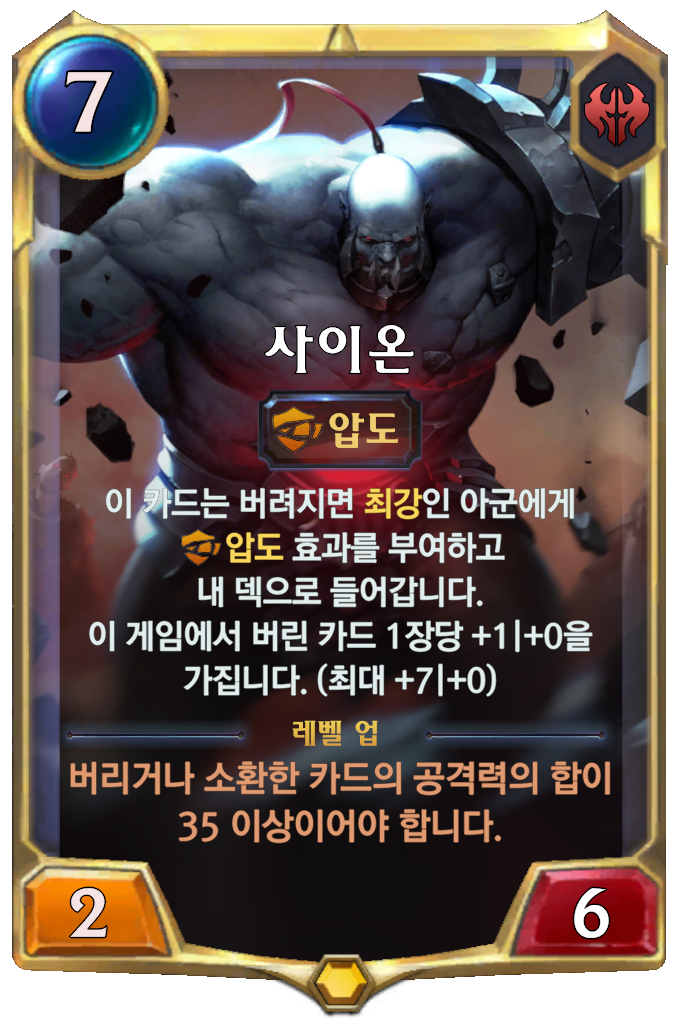 7
사이온
압도
이 카드는 버려지면 최강인 아군에게
압도 효과를 부여하고
내 덱으로 들어갑니다.
이 게임에서 버린 카드 1장당 +1|+0을
가집니다. (최대 +7|+0)
레벨 업
버리거나 소환한 카드의 공격력의 합이
35 이상이어야 합니다.
2
6